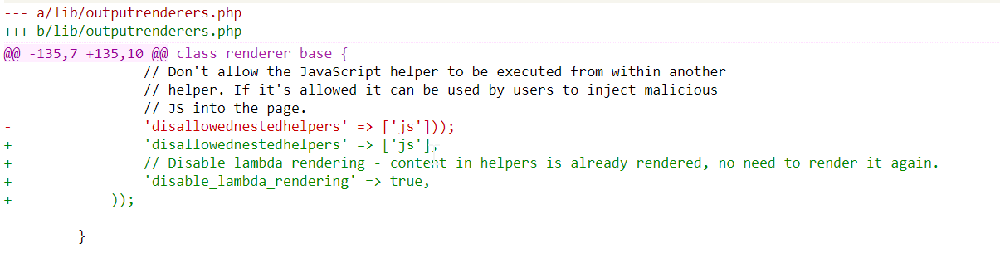 --- a/lib/outputrenderers.php
+++ b/lib/outputrenderers.php
@@ -135,7 +135,10 @@ class renderer_base {
                // Don't allow the JavaScript helper to be executed from within another
                // helper. If it's allowed it can be used by users to inject malicious
                // JS into the page.
-                'disallowednestedhelpers' => ['js']));
+                'disallowednestedhelpers' => ['js'],
+                // Disable lambda rendering - content in helpers is already rendered, no need to render it again.
+                'disable_lambda_rendering' => true,
+            ));
        }